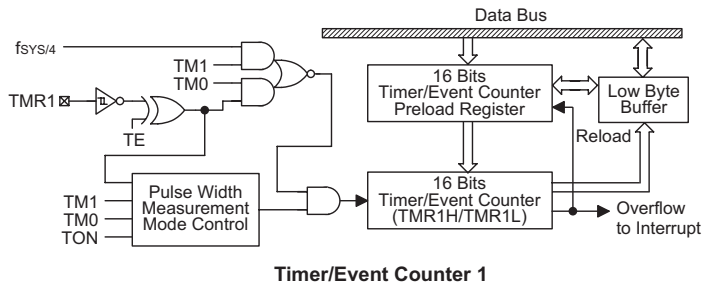 Data Bus
fSYS/4
TM1
TM0
TMR1
TE
16 Bits
Timer/Event Counter
Preload Register
Low Byte
Buffer
Reload
TM1
TM0
TON
Pulse Width
Measurement
Mode Control
16 Bits
Timer/Event Counter
(TMR1H/TMR1L)
Overflow
to Interrupt
Timer/Event Counter 1